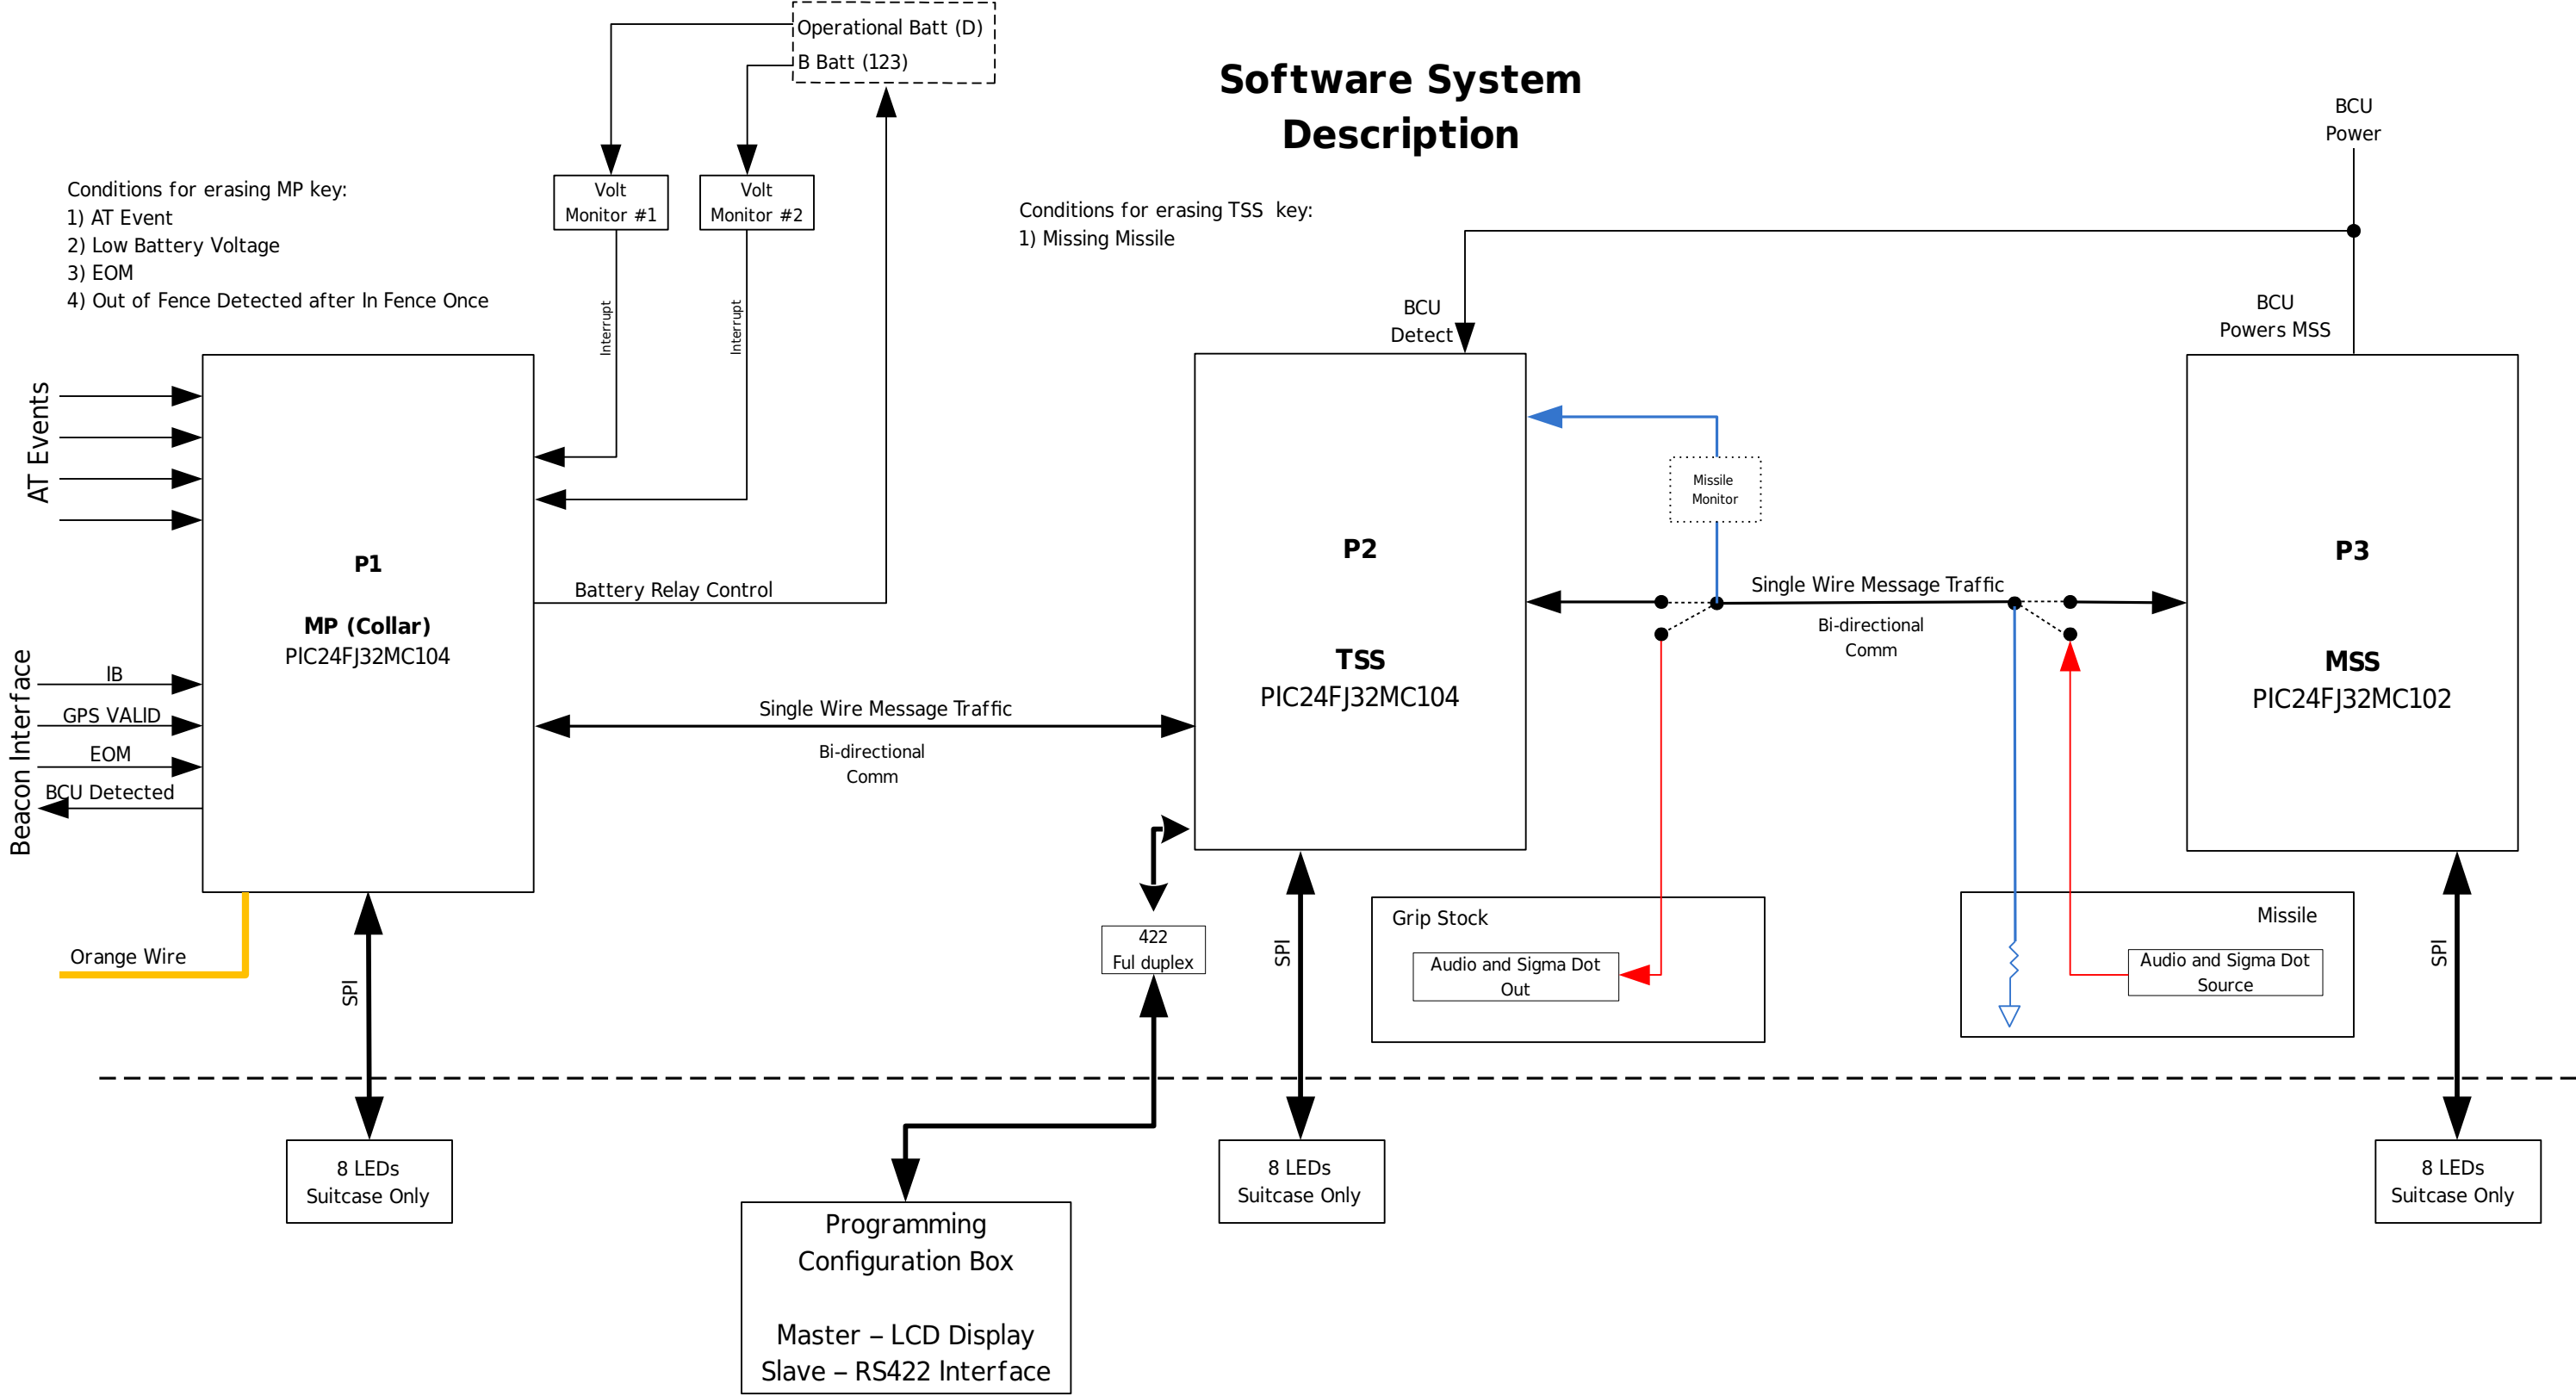 Operational Batt (D)
B Batt (123)
Software System
Description
BCU
Power
Conditions for erasing MP key:
1) AT Event
2) Low Battery Voltage
3) EOM
4) Out of Fence Detected after In Fence Once
Volt
Monitor #1
Volt
Monitor #2
Conditions for erasing TSS  key:
1) Missing Missile
Interrupt
Interrupt
BCU
Detect
BCU
Powers MSS
AT Events
P1
MP (Collar)
PIC24FJ32MC104
Battery Relay Control
Missile
Monitor
P2
TSS
PIC24FJ32MC104
Single Wire Message Traffic
Bi-directional
Comm
P3
MSS
PIC24FJ32MC102
Beacon Interface
IB
GPS VALID
EOM
BCU Detected
Single Wire Message Traffic
Bi-directional
Comm
Orange Wire
SPI
422
Ful duplex
SPI
Grip Stock
Audio and Sigma Dot
Out
Missile
Audio and Sigma Dot
Source
SPI
8 LEDs
Suitcase Only
8 LEDs
Suitcase Only
8 LEDs
Suitcase Only
Programming
Configuration Box
Master – LCD Display
Slave – RS422 Interface